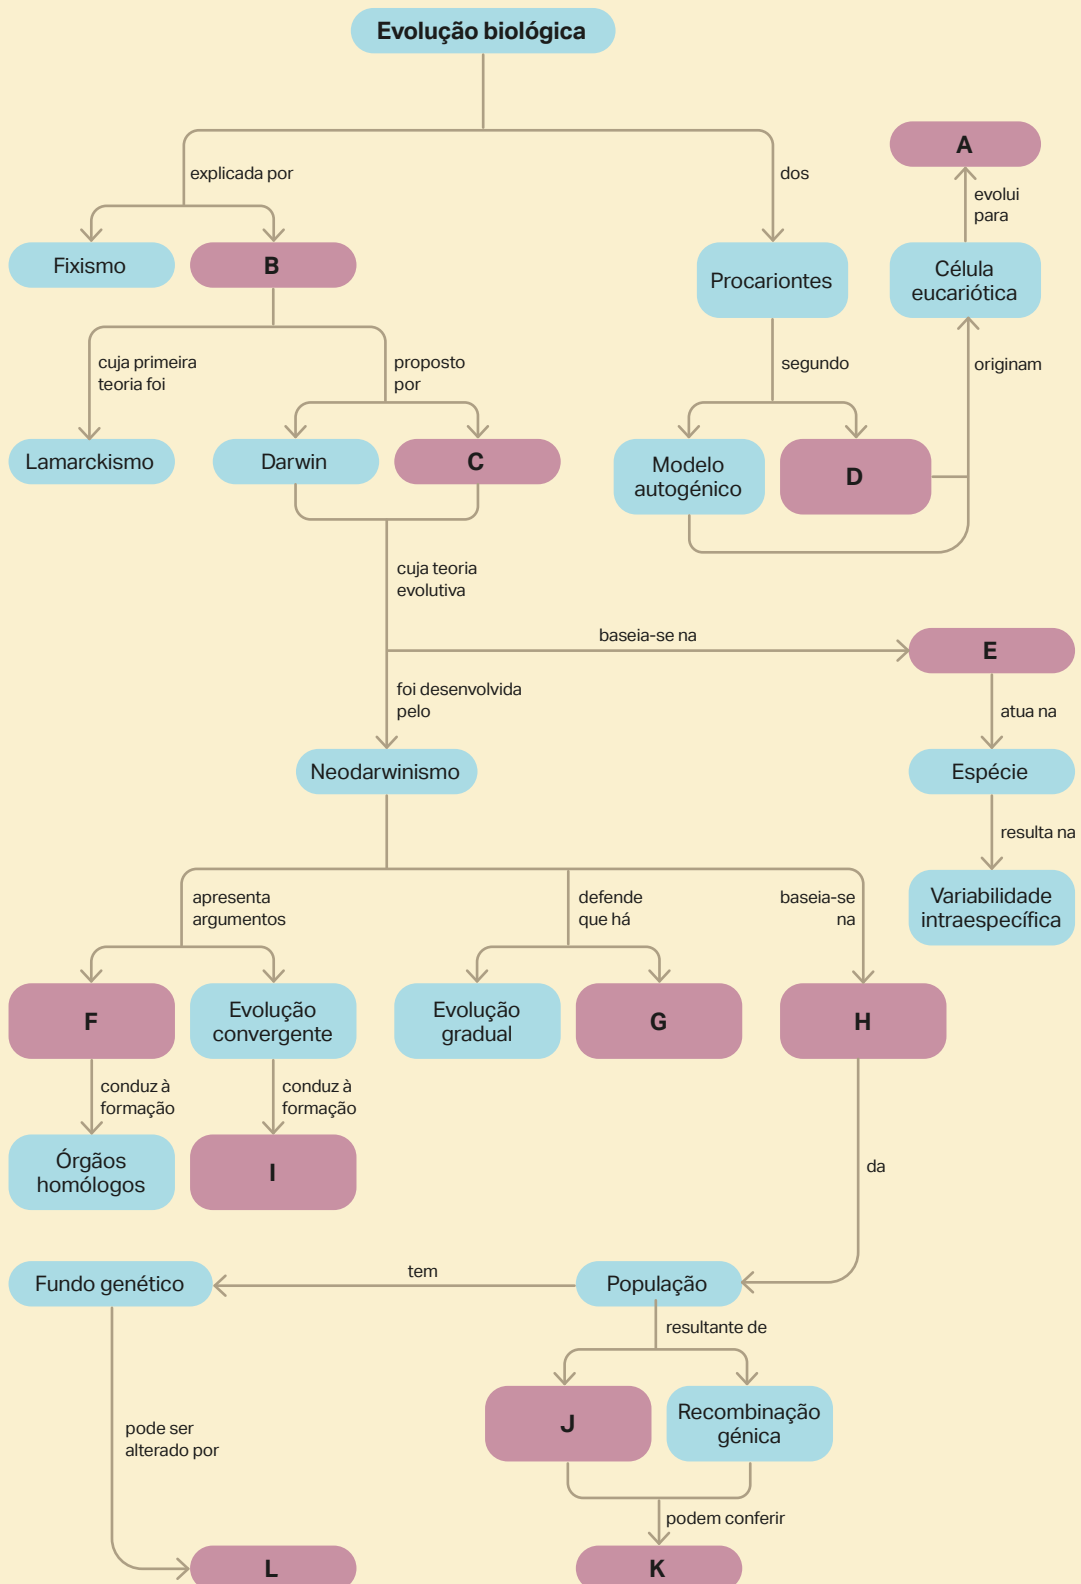 Evolução biológica
A
explicada por
dos
evolui
para
Fixismo
B
Procariontes
Célula
eucariótica
cuja primeira
teoria foi
proposto
por
segundo
originam
Lamarckismo
Darwin
C
Modelo
autogénico
D
cuja teoria
evolutiva
baseia-se na
E
foi desenvolvida
pelo
atua na
Neodarwinismo
Espécie
resulta na
apresenta
argumentos
defende
que há
baseia-se
na
Variabilidade
intraespecífica
F
Evolução
convergente
Evolução
gradual
G
H
conduz à
formação
conduz à
formação
Órgãos
homólogos
I
da
Fundo genético
tem
População
resultante de
pode ser
alterado por
J
Recombinação
génica
podem conferir
L
K